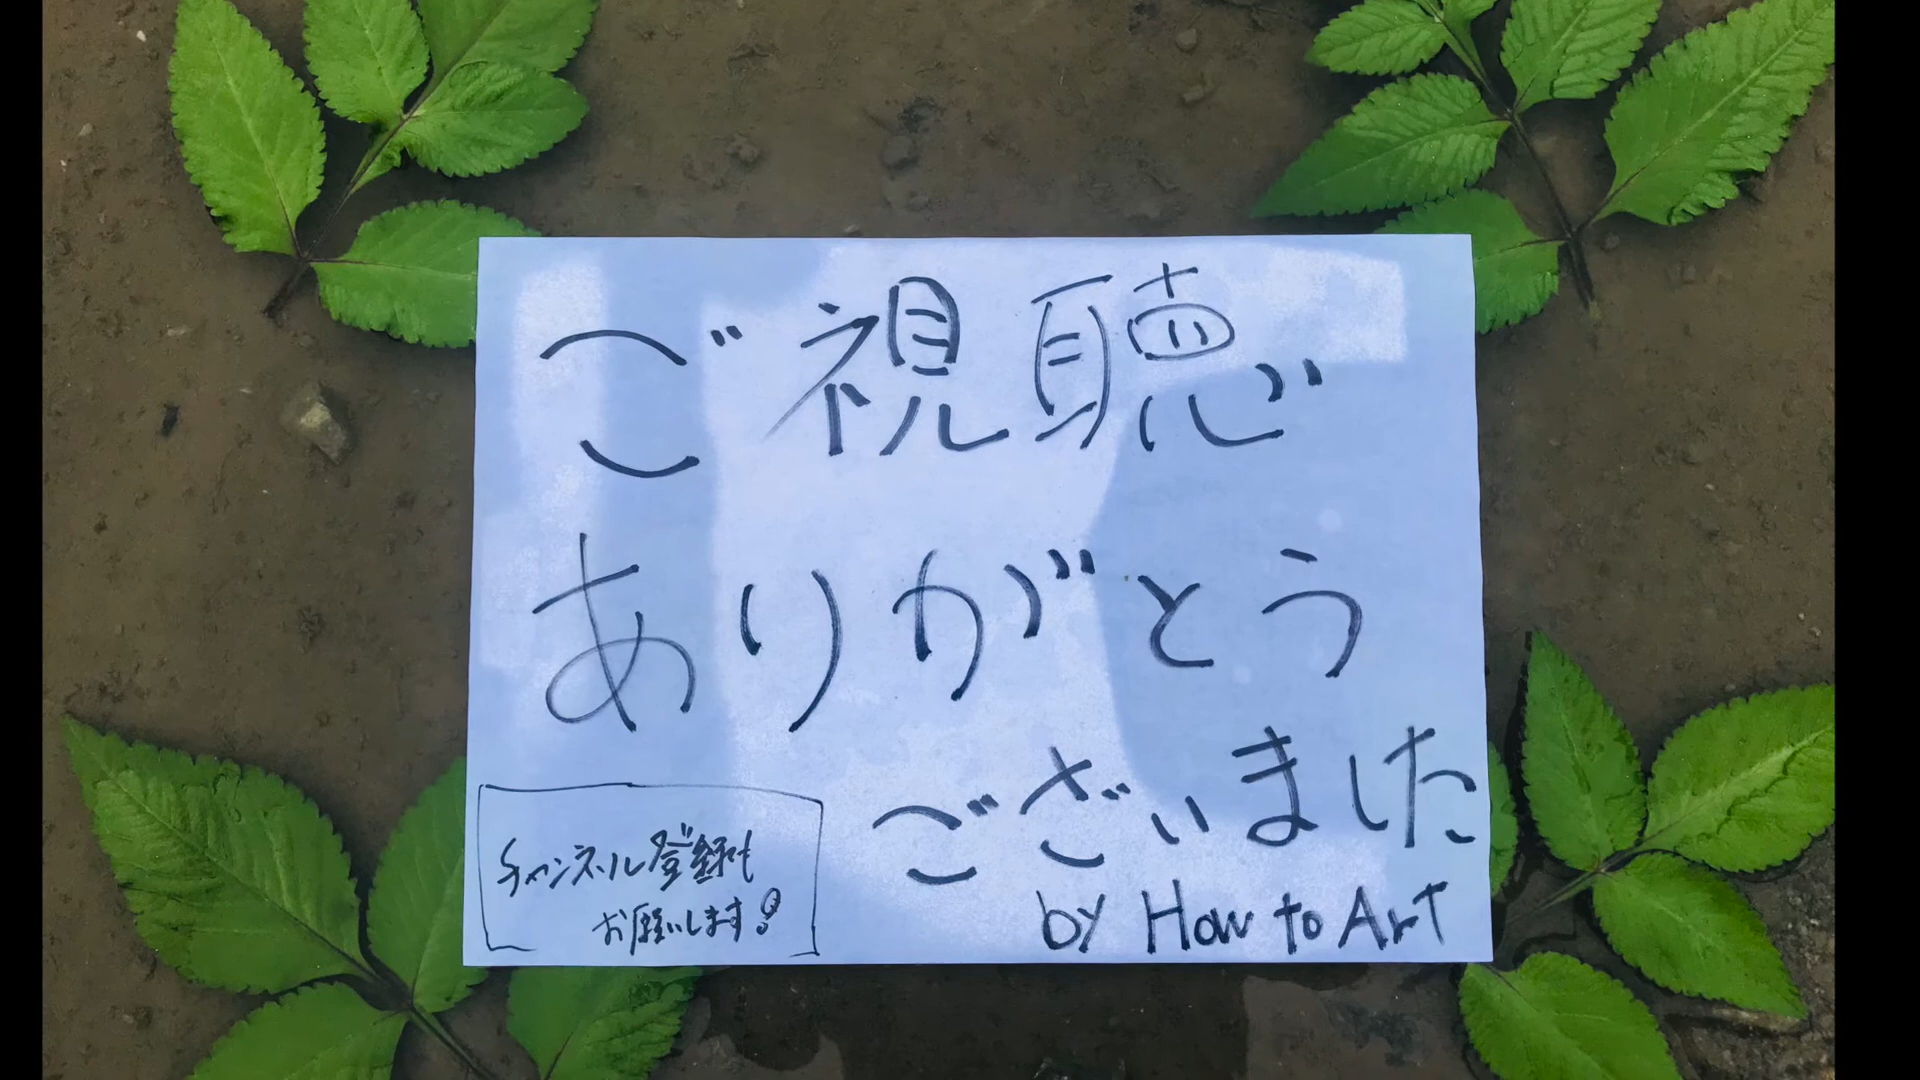 ご視聴
ありがとう
ございました
by How to Art
チャンネル登録も
お願いします!